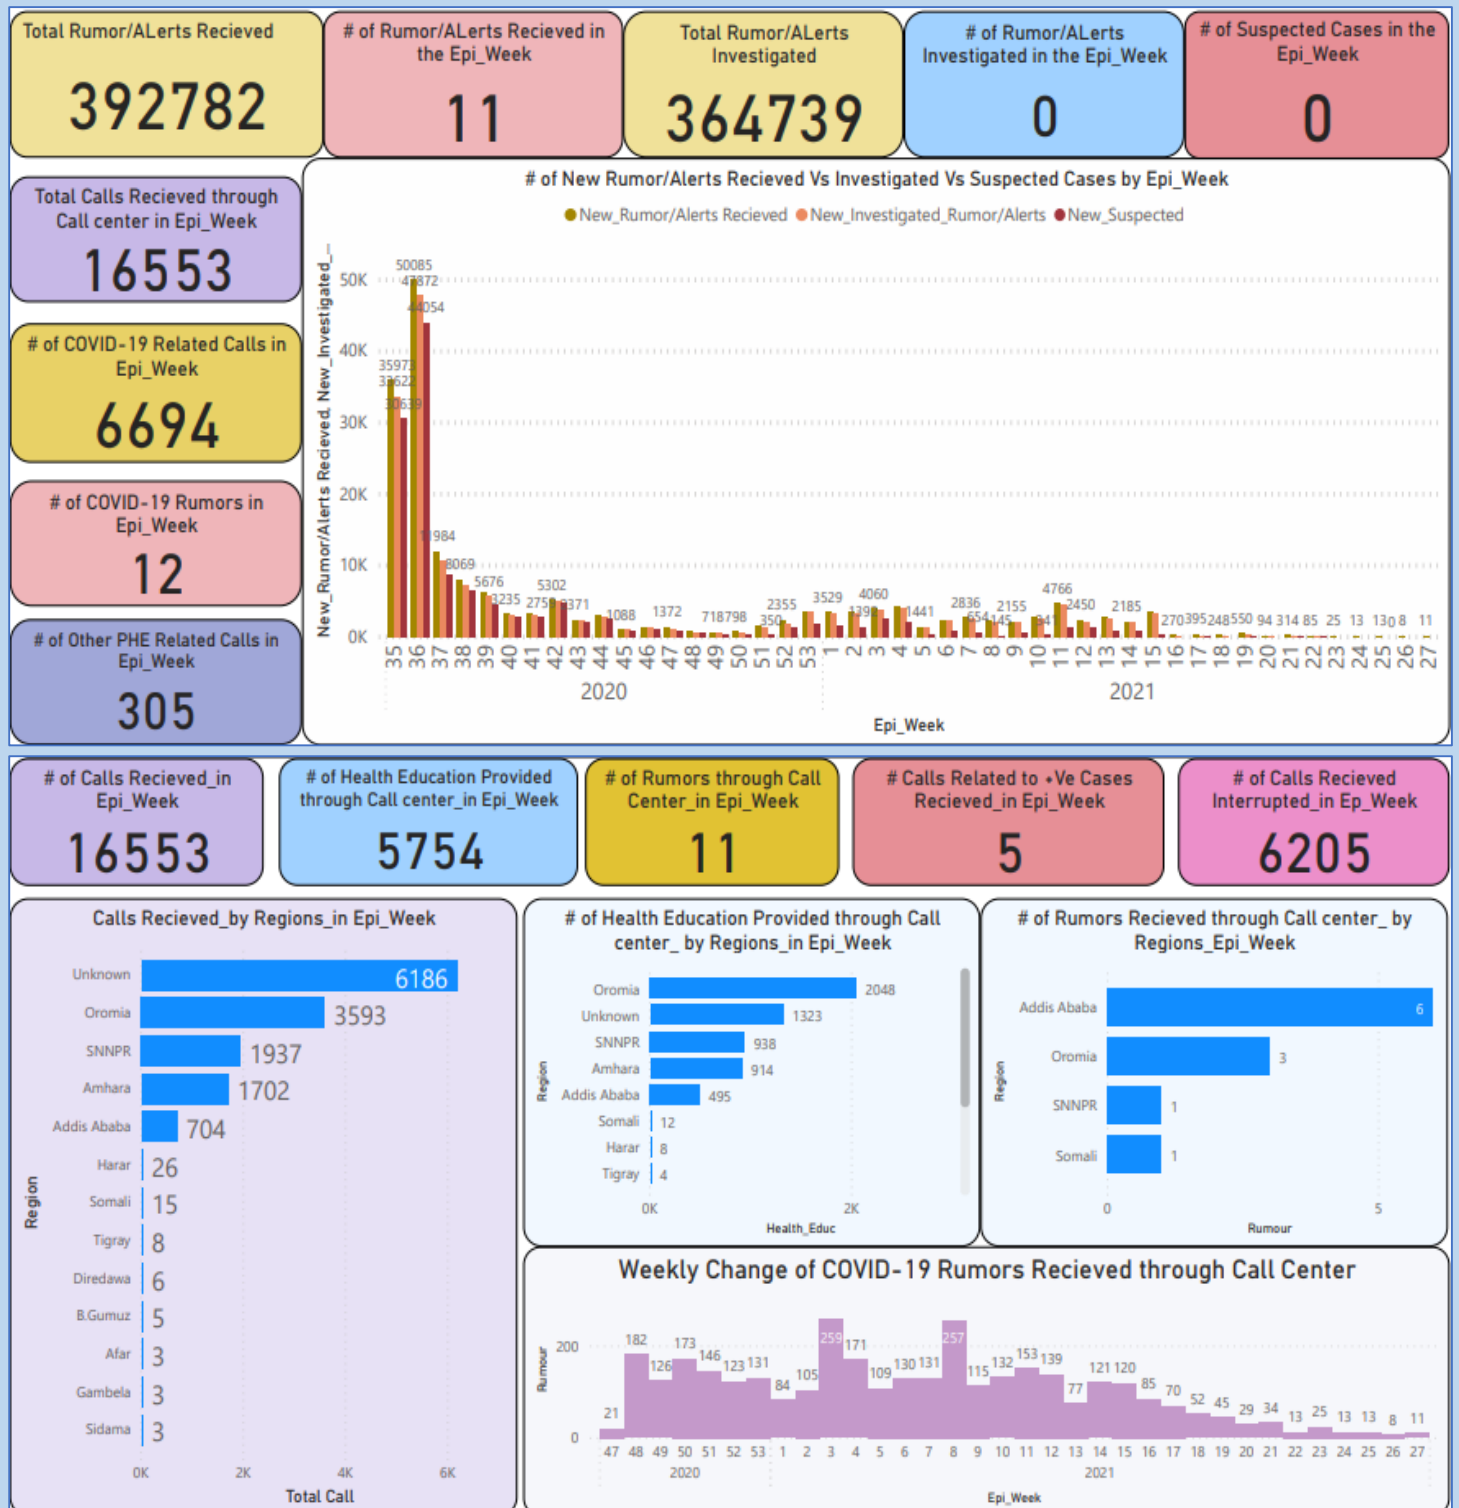 Total Rumor/ALerts Recieved
392782
# of Rumor/ALerts Recieved in
the Epi_Week
11
Total Rumor/ALerts
Investigated
364739
# of Rumor/ALerts
Investigated in the Epi_Week
0
# of Suspected Cases in the
Epi_Week
0
Total Calls Recieved through
Call center in Epi_Week
16553
# of COVID-19 Related Calls in
Epi_Week
6694
# of COVID-19 Rumors in
Epi_Week
12
# of Other PHE Related Calls in
Epi_Week
305
# of New Rumor/Alerts Recieved Vs Investigated Vs Suspected Cases by Epi_Week
New_Rumor/Alerts Recieved New_Investigated_Rumor/Alerts New_Suspected
New_Rumor/Alerts Recieved, New_Investigated_...
50K
40K
30K
20K
10K
0K
50085
47872
44054
35973
33622
30639
11984
8069
5676
3235
2759
5302
2371
1088
1372
718
798
350
2355
3529
1392
4060
1441
2836
654
145
2155
341
4766
2450
2185
270
395
248
550
94
314
85
25
13
13
0
8
11
35 36 37 38 39 40 41 42 43 44 45 46 47 48 49 50 51 52 53 1 2 3 4 5 6 7 8 9 10 11 12 13 14 15 16 17 18 19 20 21 22 23 24 25 26 27
2020 2021
Epi_Week
# of Calls Recieved_in
Epi_Week
16553
# of Health Education Provided
through Call center_in Epi_Week
5754
# of Rumors through Call
Center_in Epi_Week
11
# Calls Related to +Ve Cases
Recieved_in Epi_Week
5
# of Calls Recieved
Interrupted_in Ep_Week
6205
Calls Recieved_by Regions_in Epi_Week
Region
Unknown 6186
Oromia 3593
SNNPR 1937
Amhara 1702
Addis Ababa 704
Harar 26
Somali 15
Tigray 8
Diredawa 6
B.Gumuz 5
Afar 3
Gambela 3
Sidama 3
0K 2K 4K 6K
Total Call
# of Health Education Provided through Call
center_ by Regions_in Epi_Week
Region
Oromia 2048
Unknown 1323
SNNPR 938
Amhara 914
Addis Ababa 495
Somali 12
Harar 8
Tigray 4
0K 2K
Health_Educ
# of Rumors Recieved through Call center_ by
Regions_Epi_Week
Region
Addis Ababa 6
Oromia 3
SNNPR 1
Somali 1
0 5
Rumour
Weekly Change of COVID-19 Rumors Recieved through Call Center
Rumour
200
0
21 182 126 173 146 123 131 84 105 259 171 109 130 131 257 115 132 153 139 77 121 120 85 70 52 45 29 34 13 25 13 13 8 11
47 48 49 50 51 52 53 1 2 3 4 5 6 7 8 9 10 11 12 13 14 15 16 17 18 19 20 21 22 23 24 25 26 27
2020 2021
Epi_Week